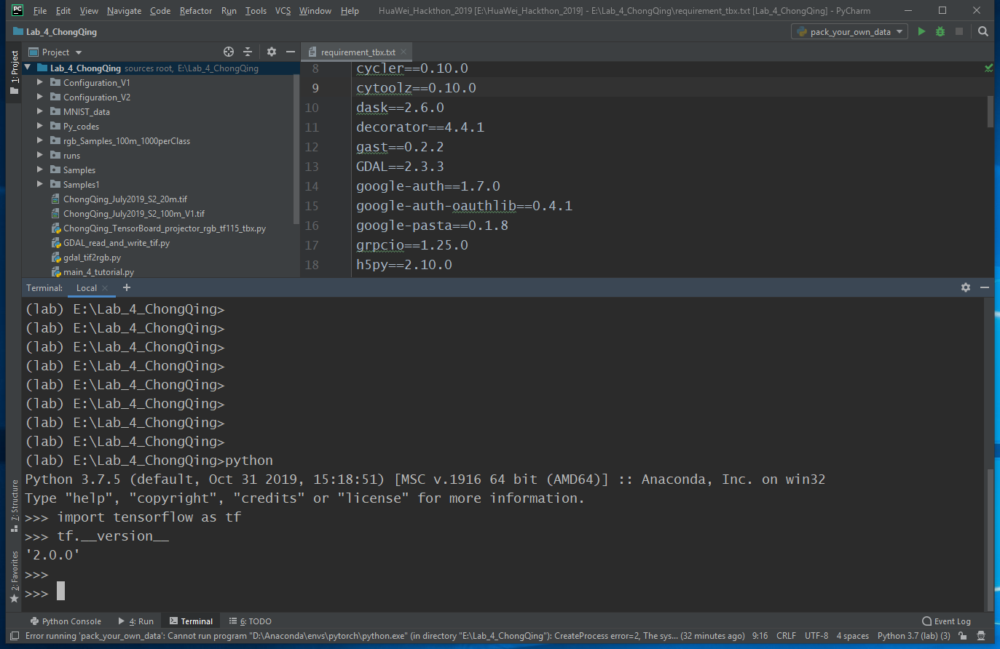 PC File Edit View Navigate Code Refactor Run Tools VCS Window Help HuaWei_Hackthon_2019 [E:\HuaWei_Hackthon_2019] - E:\Lab_4_ChongQing\requirement_tbx.txt [Lab_4_ChongQing] - PyCharm
Lab_4_ChongQing pack_your_own_data
1: Project
Project requirement_tbx.txt
Lab_4_ChongQing sources root, E:\Lab_4_ChongQing
Configuration_V1
Configuration_V2
MNIST_data
Py_codes
rgb_Samples_100m_1000perClass
runs
Samples
Samples1
ChongQing_July2019_S2_20m.tif
ChongQing_July2019_S2_100m_V1.tif
ChongQing_TensorBoard_projector_rgb_tf115_tbx.py
GDAL_read_and_write_tif.py
gdal_tif2rgb.py
main_4_tutorial.py
8 cycler==0.10.0
9 cytoolz==0.10.0
10 dask==2.6.0
11 decorator==4.4.1
12 gast==0.2.2
13 GDAL==2.3.3
14 google-auth==1.7.0
15 google-auth-oauthlib==0.4.1
16 google-pasta==0.1.8
17 grpcio==1.25.0
18 h5py==2.10.0
Terminal: Local +
(lab) E:\Lab_4_ChongQing>
(lab) E:\Lab_4_ChongQing>
(lab) E:\Lab_4_ChongQing>
(lab) E:\Lab_4_ChongQing>
(lab) E:\Lab_4_ChongQing>
(lab) E:\Lab_4_ChongQing>
(lab) E:\Lab_4_ChongQing>
(lab) E:\Lab_4_ChongQing>
(lab) E:\Lab_4_ChongQing>python
Python 3.7.5 (default, Oct 31 2019, 15:18:51) [MSC v.1916 64 bit (AMD64)] :: Anaconda, Inc. on win32
Type "help", "copyright", "credits" or "license" for more information.
>>> import tensorflow as tf
>>> tf.__version__
'2.0.0'
>>>
>>>
7: Structure
2: Favorites
Python Console 4: Run Terminal 6: TODO Event Log
Error running 'pack_your_own_data': Cannot run program "D:\Anaconda\envs\pytorch\python.exe" (in directory "E:\Lab_4_ChongQing"): CreateProcess error=2, The sys... (32 minutes ago) 9:16 CRLF UTF-8 4 spaces Python 3.7 (lab) (3)